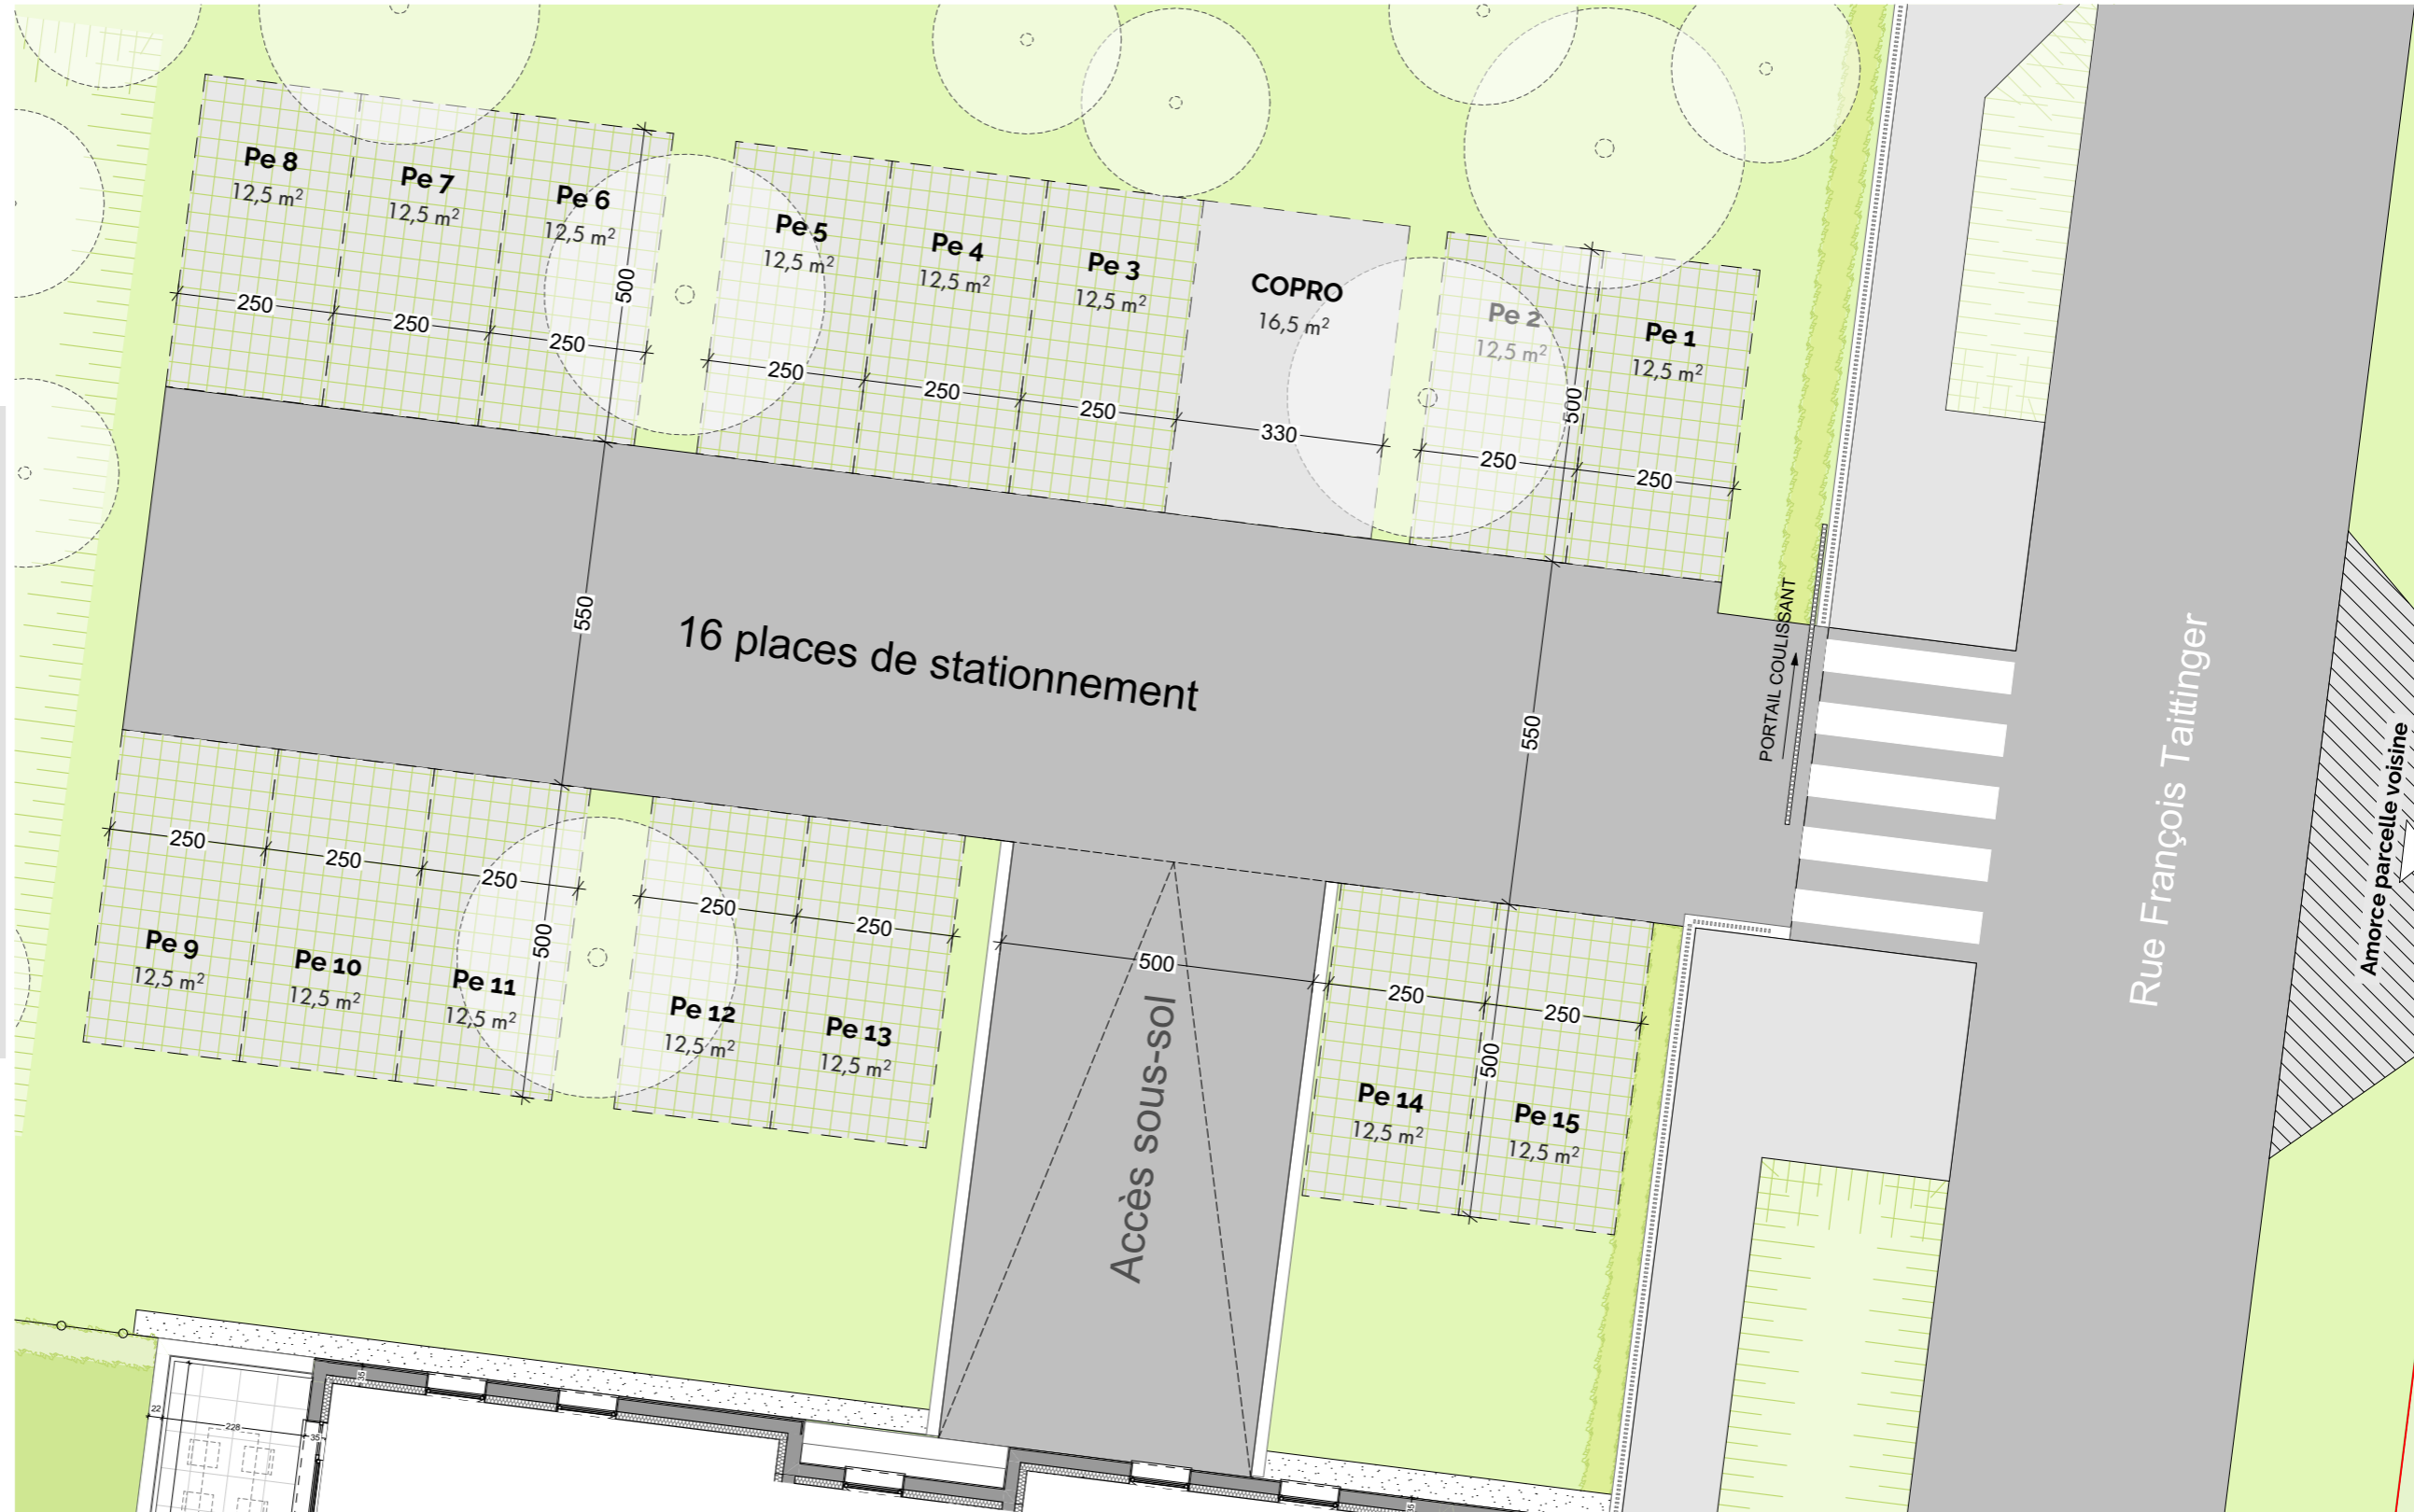 Pe 8
12,5 m²
Pe 7
12,5 m²
Pe 6
12,5 m²
250
250
250
500
Pe 5
12,5 m²
Pe 4
12,5 m²
Pe 3
12,5 m²
250
250
250
COPRO
16,5 m²
330
Pe 2
12,5 m²
Pe 1
12,5 m²
250
250
500
550
16 places de stationnement
550
PORTAIL COULISSANT
Rue François Taittinger
Amorce parcelle voisine
250
250
250
500
Pe 9
12,5 m²
Pe 10
12,5 m²
Pe 11
12,5 m²
250
250
Pe 12
12,5 m²
Pe 13
12,5 m²
500
Accès sous-sol
250
250
500
Pe 14
12,5 m²
Pe 15
12,5 m²
35
22
228
35
35